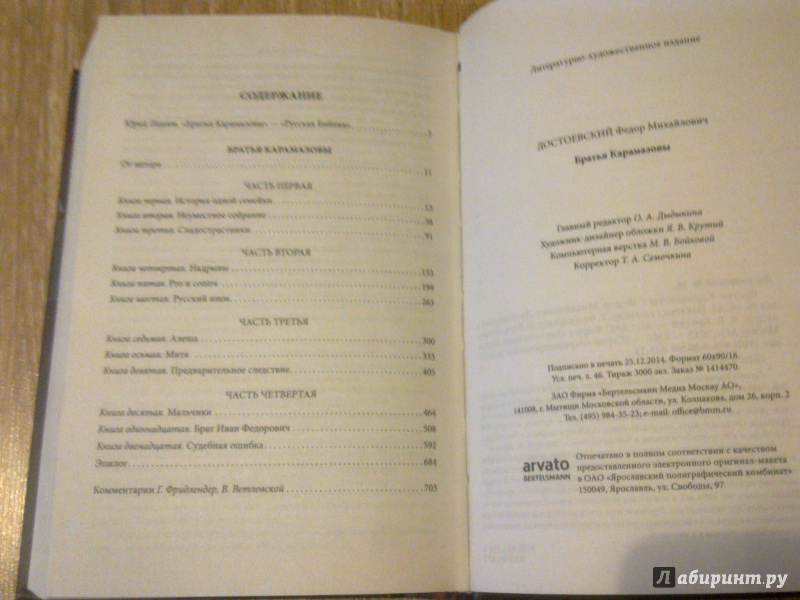 СОДЕРЖАНИЕ
Юрий «Братья Карамазовы» — «Русская Библия» 3
БРАТЬЯ КАРАМАЗОВЫ
От автора 11
ЧАСТЬ ПЕРВАЯ
Книга первая. История одной семейки 13
Книга вторая. Неуместное собрание 38
Книга третья. Сладострастники 91
ЧАСТЬ ВТОРАЯ
Книга четвертая. Надрывы 153
Книга пятая. Pro и contra 198
Книга шестая. Русский инок 263
ЧАСТЬ ТРЕТЬЯ
Книга седьмая. Алеша 300
Книга осьмая. Митя 333
Книга девятая. Предварительное следствие 405
ЧАСТЬ ЧЕТВЕРТАЯ
Книга десятая. Мальчики 464
Книга одиннадцатая. Брат Иван Федорович 508
Книга двенадцатая. Судебная ошибка 592
Эпилог 684
Комментарии Г. Фридлендер, В. Ветловской 703
Литературно-художественное издание
ДОСТОЕВСКИЙ Федор Михайлович
Братья Карамазовы
Главный редактор О. А. Дыдыкина
Художник-дизайнер обложки Я. В. Крутий
Компьютерная верстка М. В. Войковой
Корректор Т. А. Семочкина
Подписано в печать 25.12.2014. Формат 60х90/16.
Усл. печ. л. 46. Тираж 3000 экз. Заказ № 1414470.
ЗАО Фирма «Бертельсманн Медиа Москау АО»,
141008, г. Мытищи Московской области, ул. Колпакова, дом 26, корп. 2
Тел. (495) 984-35-23; e-mail: office@bmm.ru
arvato
BERTELSMANN
Отпечатано в полном соответствии с качеством
предоставленного электронного оригинал-макета
в ОАО «Ярославский полиграфический комбинат»
150049, Ярославль, ул. Свободы, 97
Лабиринт.ру